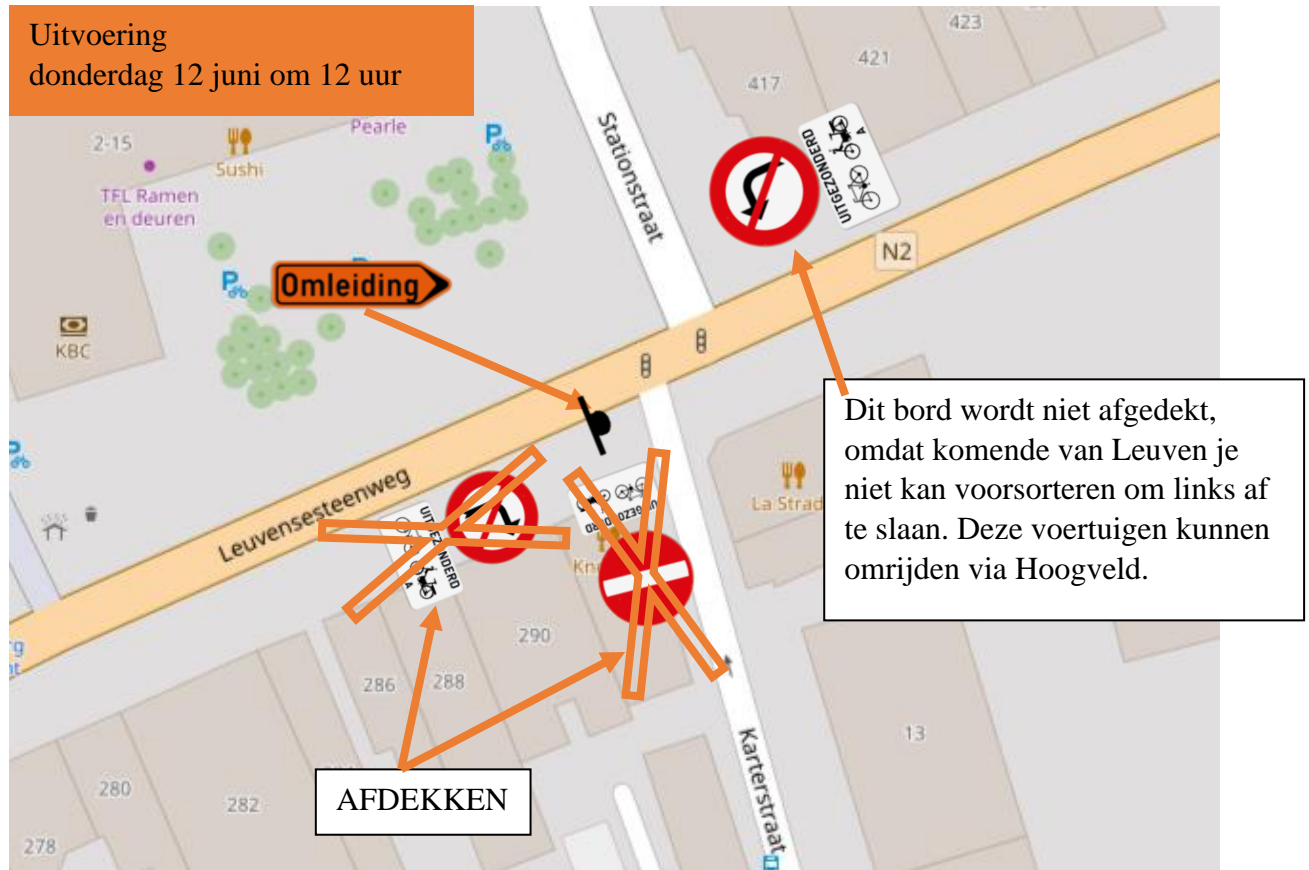 Uitvoering
donderdag 12 juni om 12 uur
423
421
417
2-15
Pearle
Sushi
TFL Ramen
en deuren
Stationstraat
UITGEZONDERD
A
N2
Omleiding
KBC
Dit bord wordt niet afgedekt,
omdat komende van Leuven je
niet kan voorsorteren om links af
te slaan. Deze voertuigen kunnen
omrijden via Hoogveld.
La Strad
Leuvensesteenweg
UITGEZONDERD
A
UITGEZONDERD
290
286
288
13
Karterstraat
280
282
278
AFDEKKEN